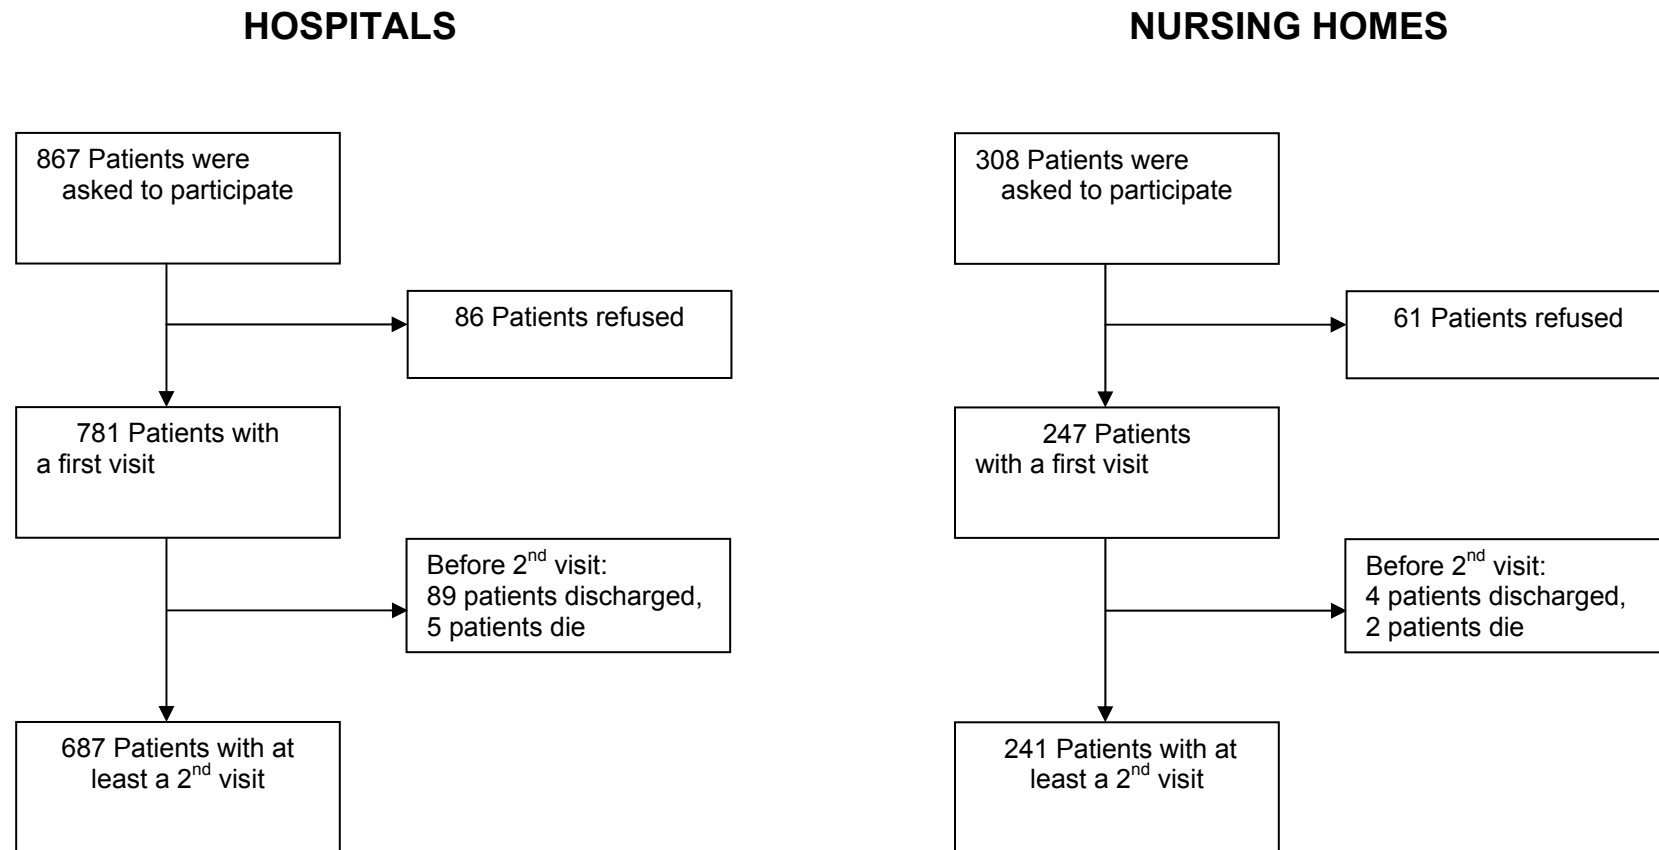 HOSPITALS
867 Patients were
asked to participate
86 Patients refused
781 Patients with
a first visit
Before 2nd visit:
89 patients discharged,
5 patients die
687 Patients with at
least a 2nd visit
NURSING HOMES
308 Patients were
asked to participate
61 Patients refused
247 Patients
with a first visit
Before 2nd visit:
4 patients discharged,
2 patients die
241 Patients with at
least a 2nd visit